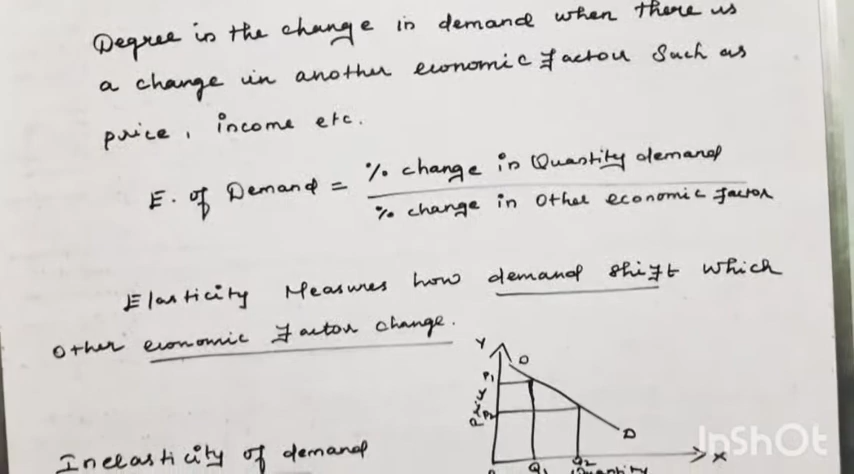 Degree in the change in demand when there is
a change in another economic factor such as
price, income etc.
E. of Demand = % change in Quantity demand
% change in other economic factor
Elasticity Measures how demand shift which
other economic factor change.
Y
D
P1
Price
P2
D
InShOt
X
Q1
Q2
Quantity
Inelasticity of demand